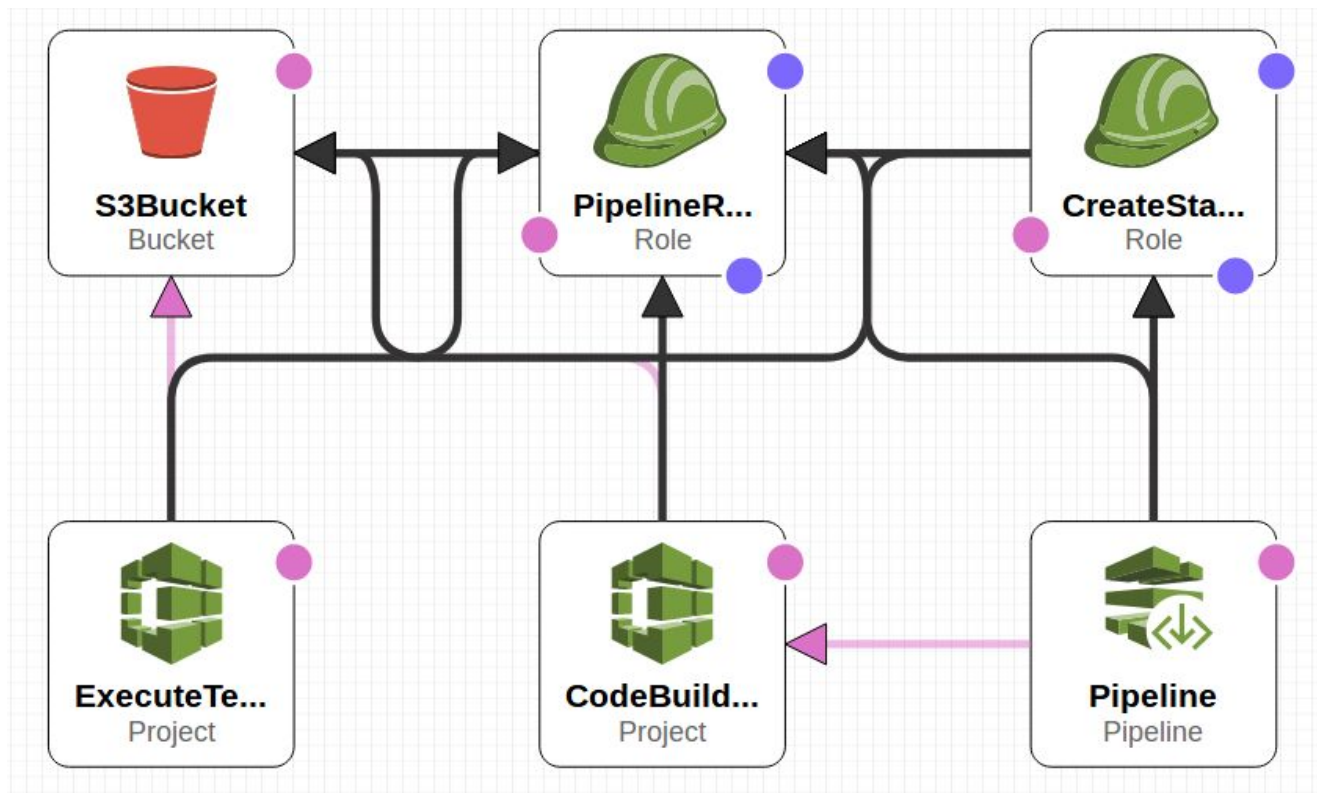 S3Bucket
Bucket
PipelineR...
Role
CreateSta...
Role
ExecuteTe...
Project
CodeBuild...
Project
Pipeline
Pipeline